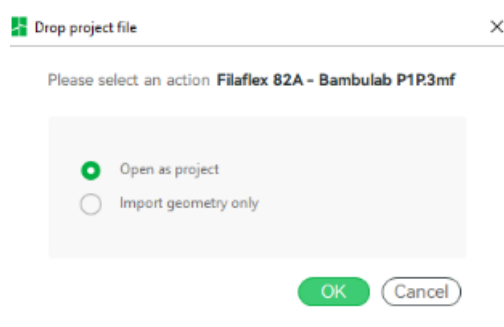 Drop project file
Please select an action Filaflex 82A - Bambulab P1P.3mf
Open as project
Import geometry only
OK Cancel